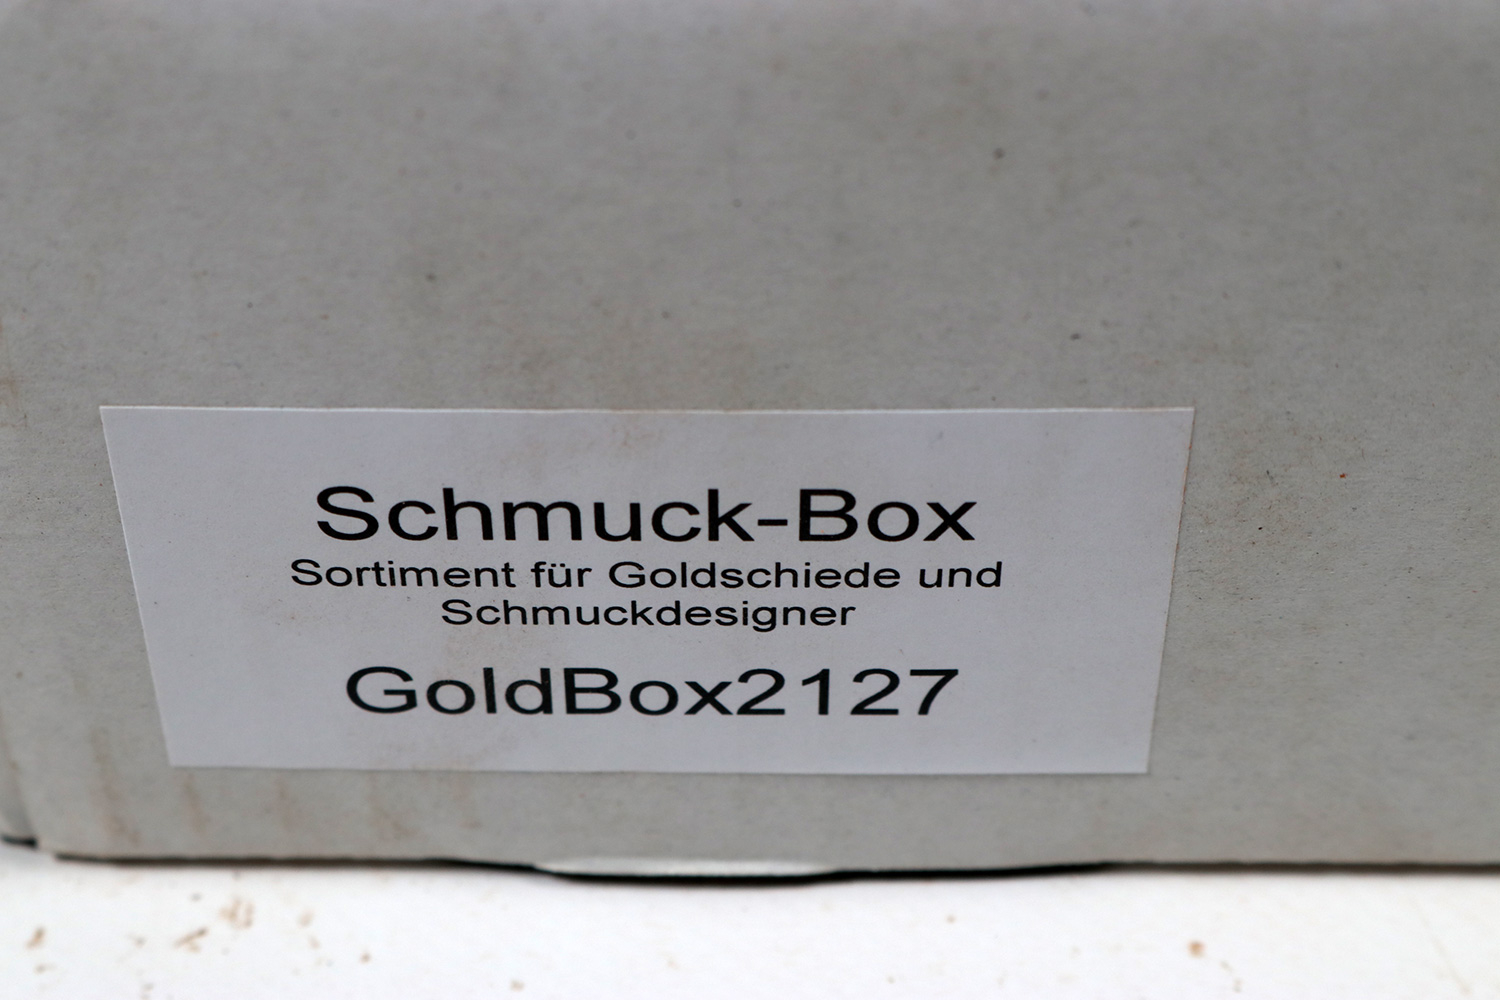 Schmuck-Box
Sortiment für Goldschiede und
Schmuckdesigner
GoldBox2127